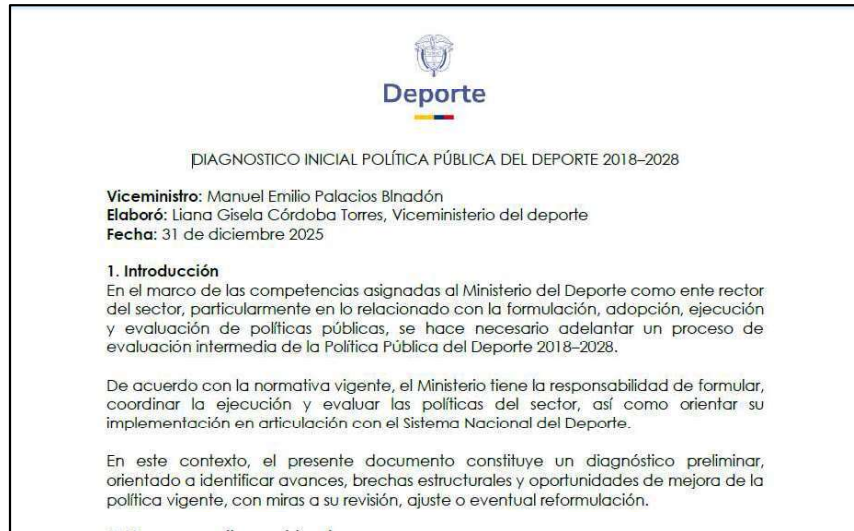 Deporte
DIAGNOSTICO INICIAL POLÍTICA PÚBLICA DEL DEPORTE 2018–2028
Viceministro: Manuel Emilio Palacios Blnadón
Elaboró: Liana Gisela Córdoba Torres, Viceministerio del deporte
Fecha: 31 de diciembre 2025
1. Introducción
En el marco de las competencias asignadas al Ministerio del Deporte como ente rector
del sector, particularmente en lo relacionado con la formulación, adopción, ejecución
y evaluación de políticas públicas, se hace necesario adelantar un proceso de
evaluación intermedia de la Política Pública del Deporte 2018–2028.
De acuerdo con la normativa vigente, el Ministerio tiene la responsabilidad de formular,
coordinar la ejecución y evaluar las políticas del sector, así como orientar su
implementación en articulación con el Sistema Nacional del Deporte.
En este contexto, el presente documento constituye un diagnóstico preliminar,
orientado a identificar avances, brechas estructurales y oportunidades de mejora de la
política vigente, con miras a su revisión, ajuste o eventual reformulación.